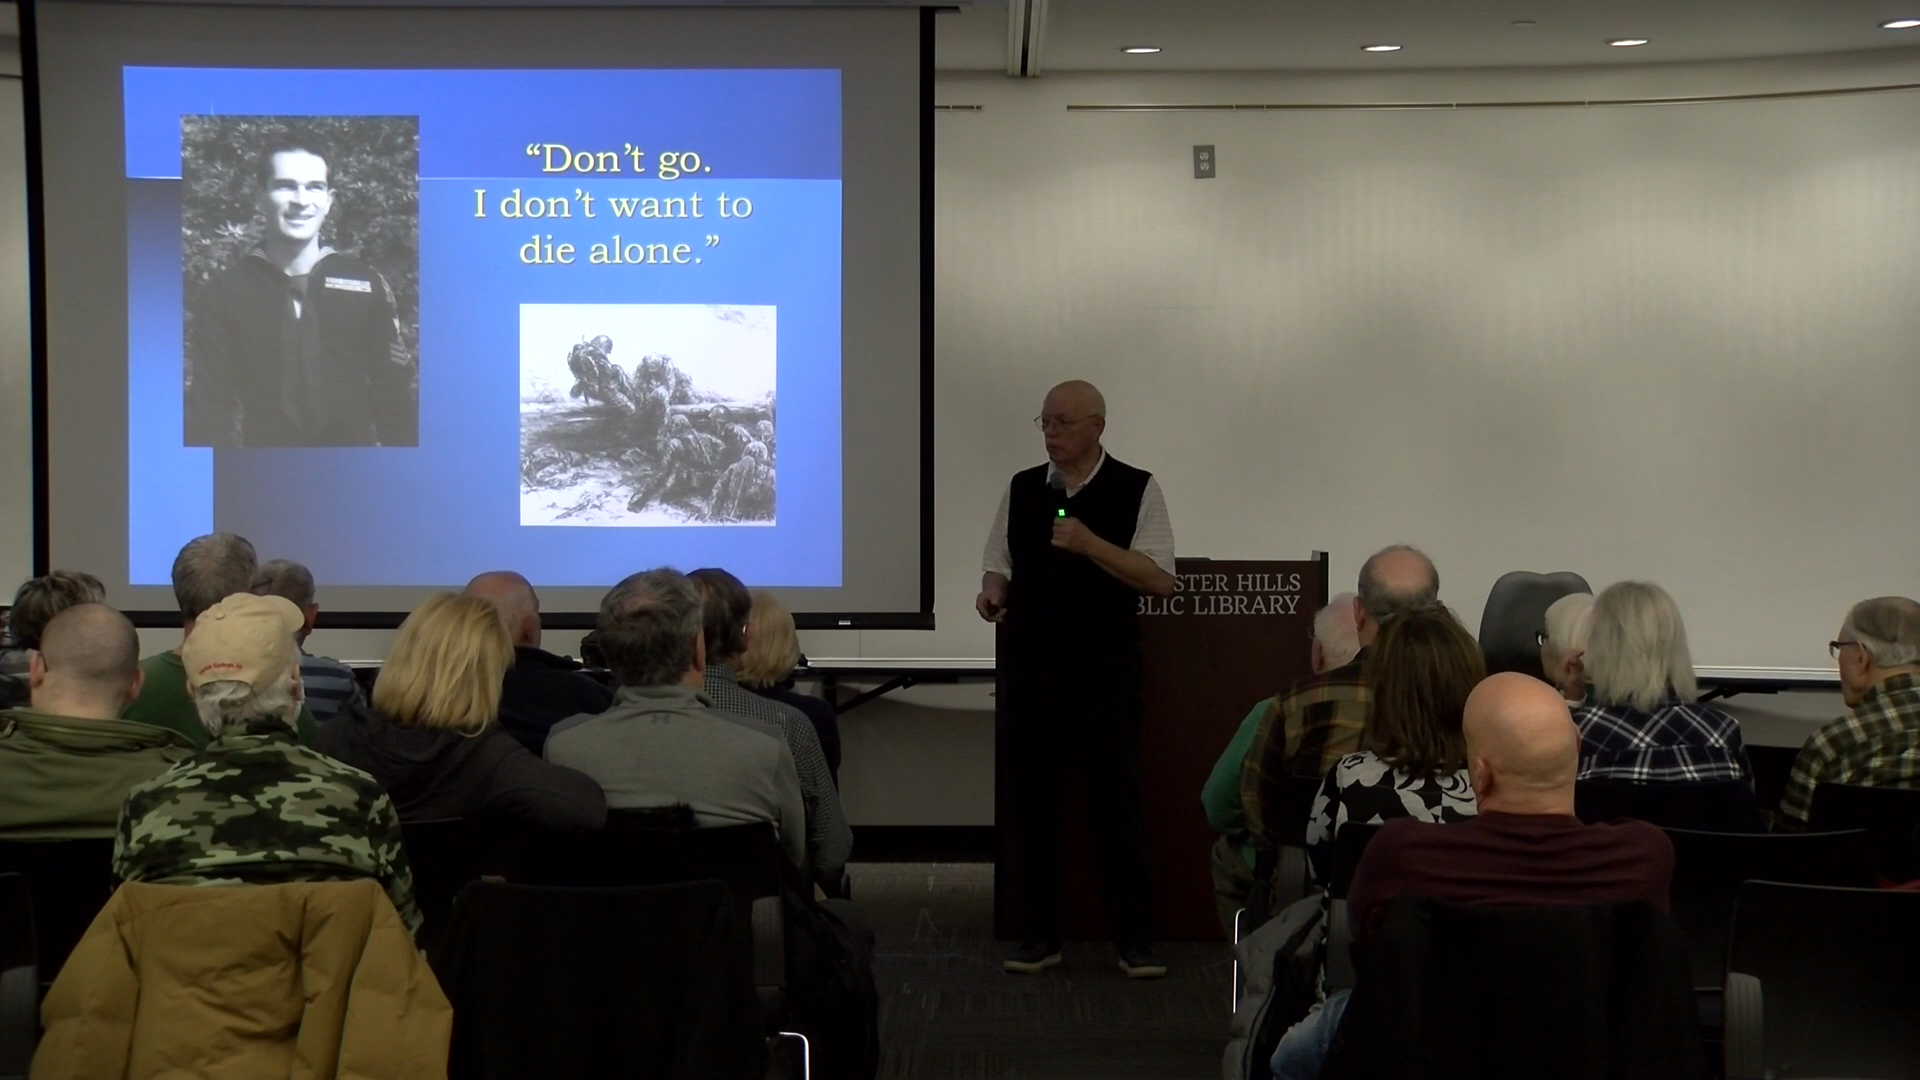 “Don’t go.
I don’t want to
die alone.”
STER HILLS
BLIC LIBRARY